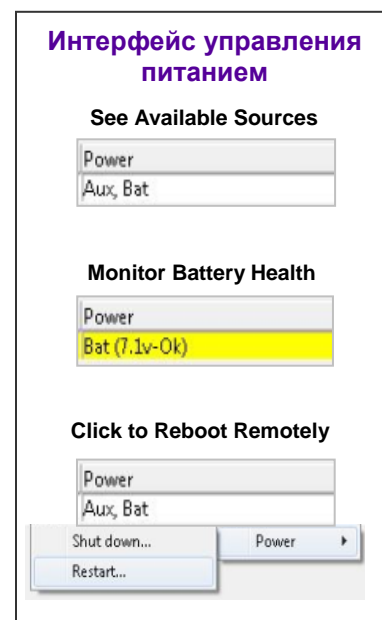 Интерфейс управления
питанием
See Available Sources
Power
Aux, Bat
Monitor Battery Health
Power
Bat (7.1v-Ok)
Click to Reboot Remotely
Power
Aux, Bat
Shut down... Power
Restart...